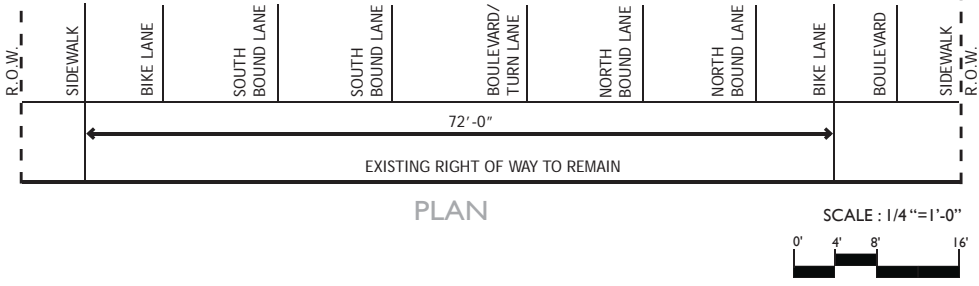 R.O.W.
SIDEWALK
BIKE LANE
SOUTH
BOUND LANE
SOUTH
BOUND LANE
BOULEVARD/
TURN LANE
NORTH
BOUND LANE
NORTH
BOUND LANE
BIKE LANE
BOULEVARD
SIDEWALK
R.O.W.
72'-0"
EXISTING RIGHT OF WAY TO REMAIN
PLAN
SCALE : 1/4 “=1'-0”
0' 4' 8' 16'